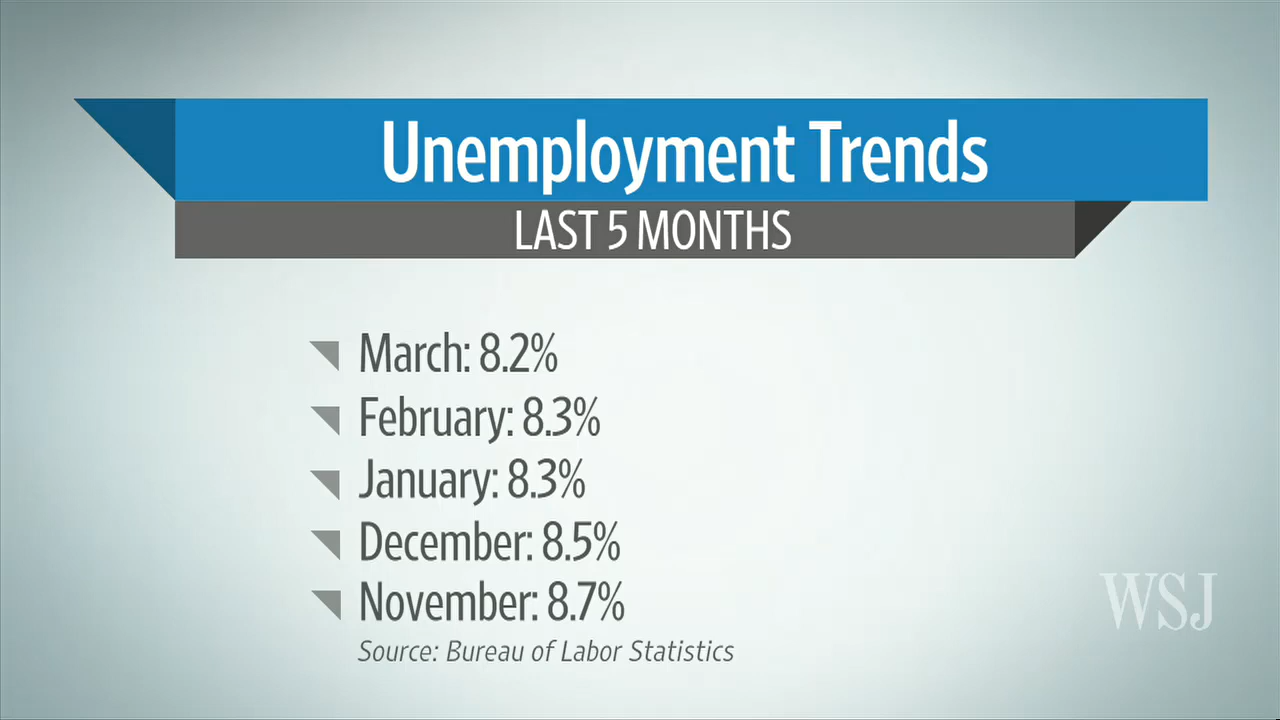 Unemployment Trends
LAST 5 MONTHS
March: 8.2%
February: 8.3%
January: 8.3%
December: 8.5%
November: 8.7%
Source: Bureau of Labor Statistics
WSJ